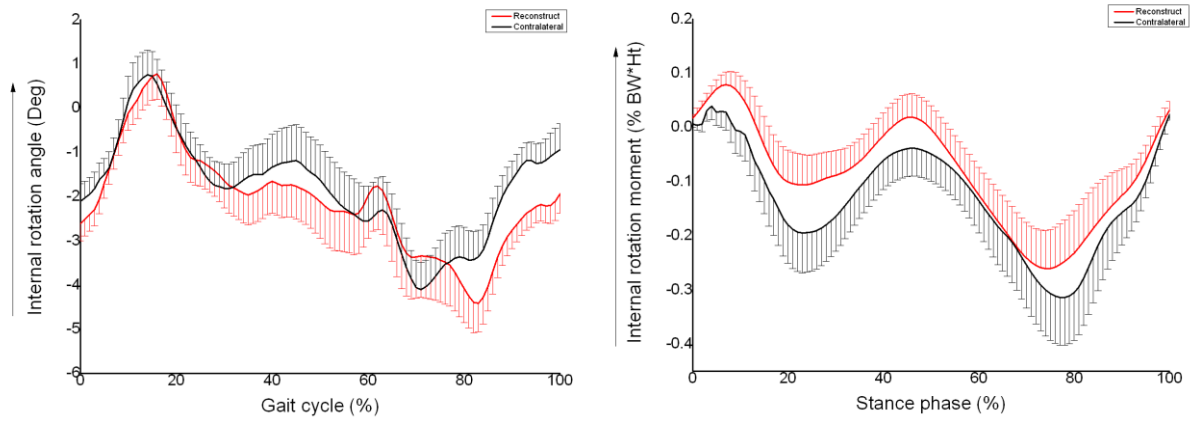 Reconstruct
Contralateral
Internal rotation angle (Deg)
2
1
0
-1
-2
-3
-4
-5
-6
0 20 40 60 80 100
Gait cycle (%)
Reconstruct
Contralateral
Internal rotation moment (% BW*Ht)
0.2
0.1
0.0
-0.1
-0.2
-0.3
-0.4
0 20 40 60 80 100
Stance phase (%)